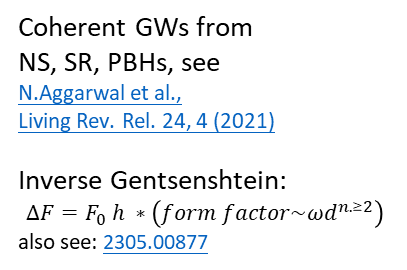 Coherent GWs from
NS, SR, PBHs, see
N.Aggarwal et al.,
Living Rev. Rel. 24, 4 (2021)
Inverse Gentsenshtein:
ΔF = F₀ h ∗ (form factor~ωdⁿ·≥²)
also see: 2305.00877